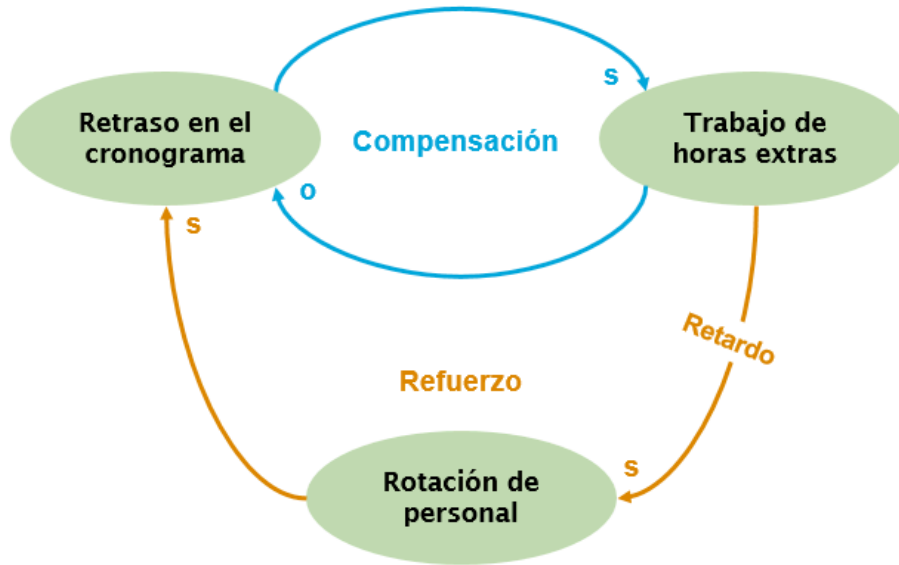 s
Retraso en el
cronograma
Compensación
Trabajo de
horas extras
o
s
Retardo
Refuerzo
s
Rotación de
personal